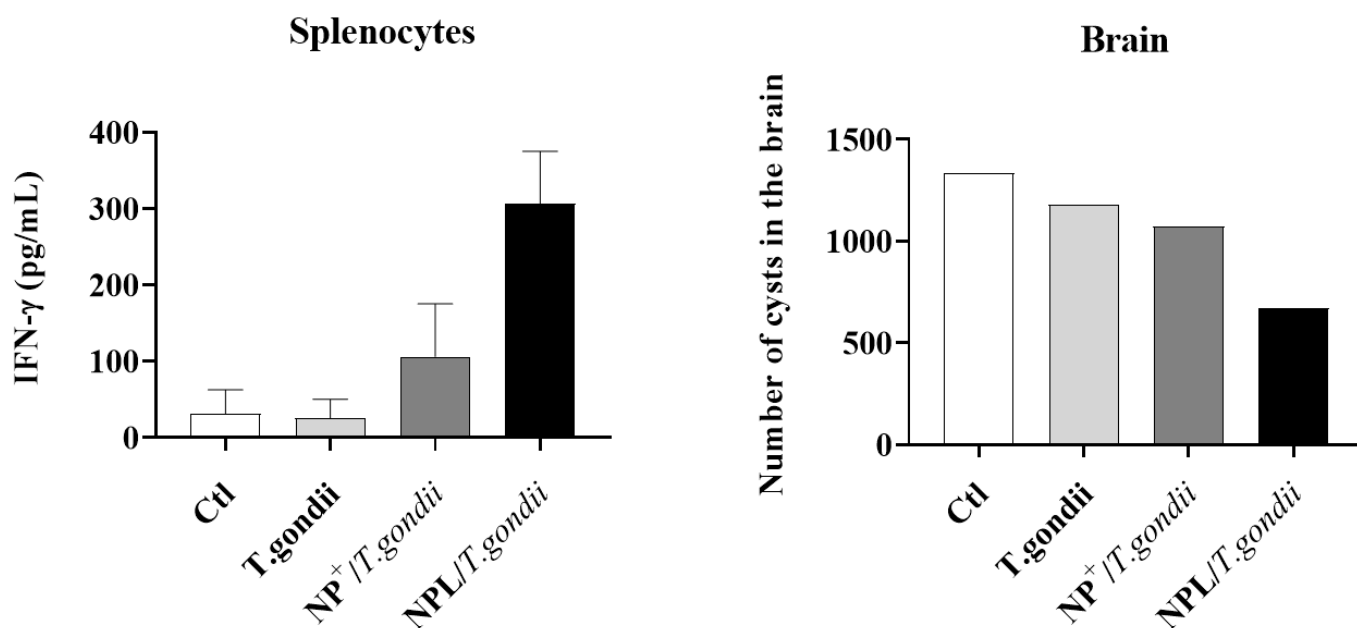 Splenocytes
IFN-γ (pg/mL)
400
300
200
100
0
Ctl
T.gondii
NP⁺/T.gondii
NPL/T.gondii
Brain
Number of cysts in the brain
1500
1000
500
0
Ctl
T.gondii
NP⁺/T.gondii
NPL/T.gondii